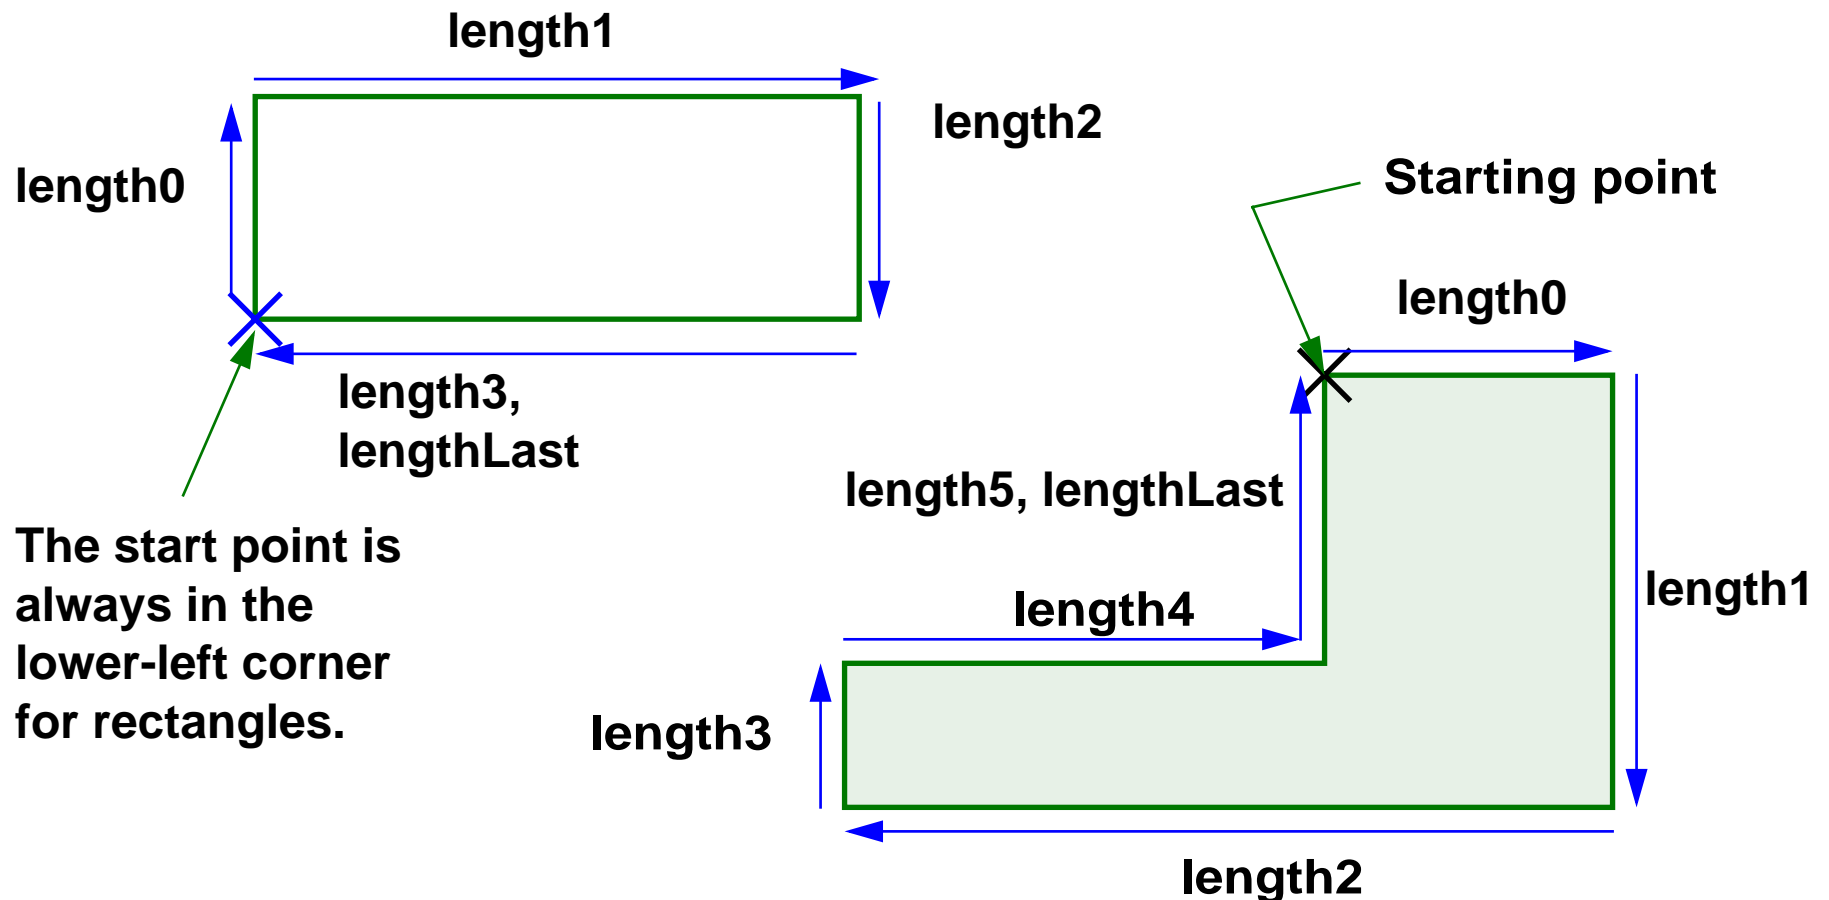 length1
length2
length0
length3,
lengthLast
The start point is
always in the
lower-left corner
for rectangles.
Starting point
length0
length5, lengthLast
length1
length4
length3
length2